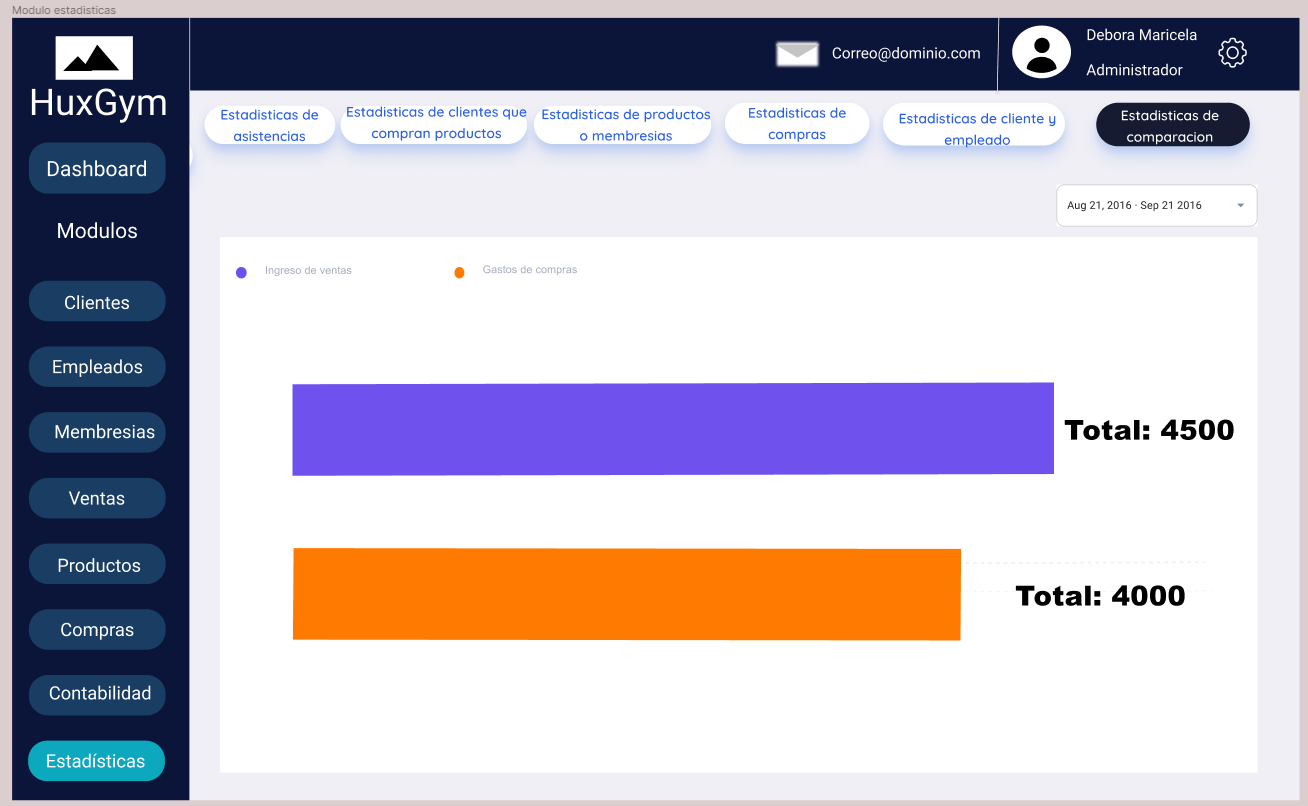 Modulo estadisticas
HuxGym
Correo@dominio.com
Debora Maricela
Administrador
Estadisticas de
asistencias
Estadisticas de clientes que
compran productos
Estadisticas de productos
o membresias
Estadisticas de
compras
Estadisticas de cliente y
empleado
Estadisticas de
comparacion
Dashboard
Modulos
Clientes
Empleados
Membresias
Ventas
Productos
Compras
Contabilidad
Estadísticas
Aug 21, 2016 · Sep 21 2016
Ingreso de ventas
Gastos de compras
Total: 4500
Total: 4000